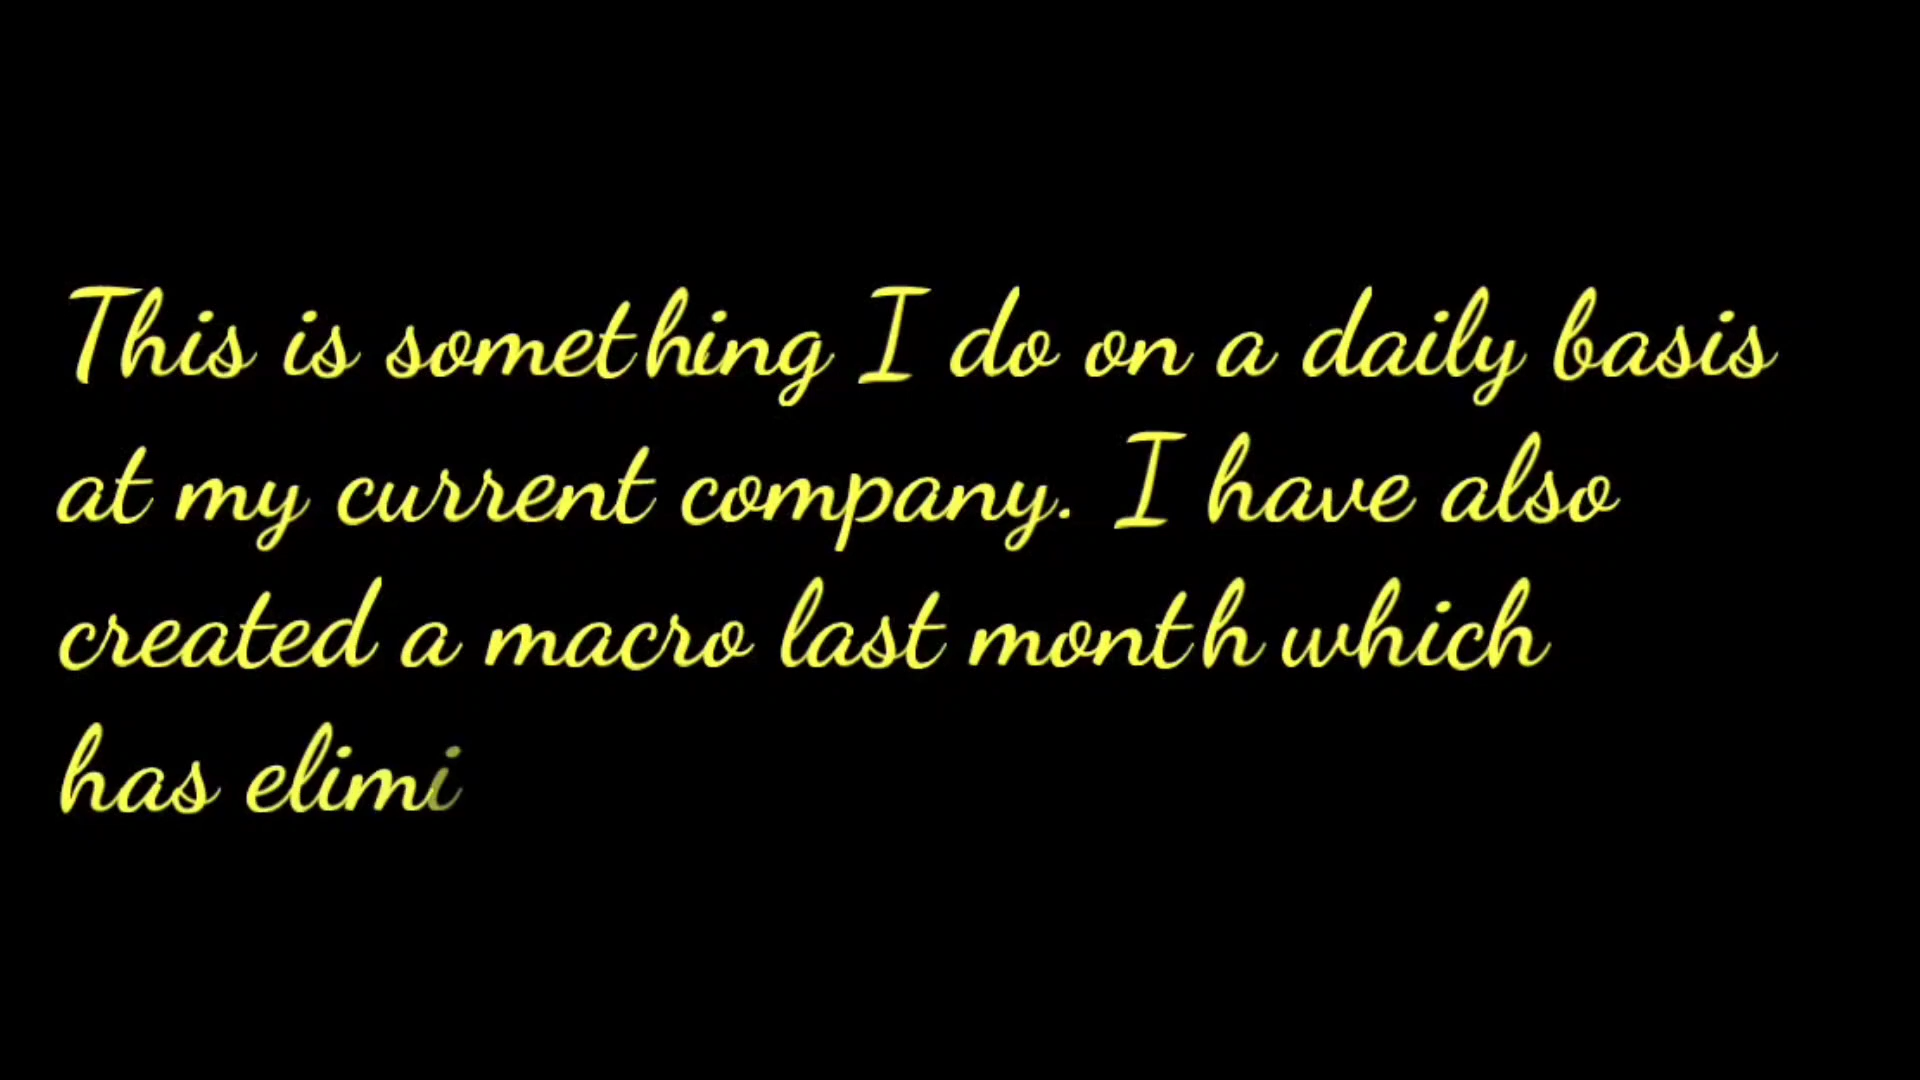 This is something I do on a daily basis
at my current company. I have also
created a macro last month which
has elimi